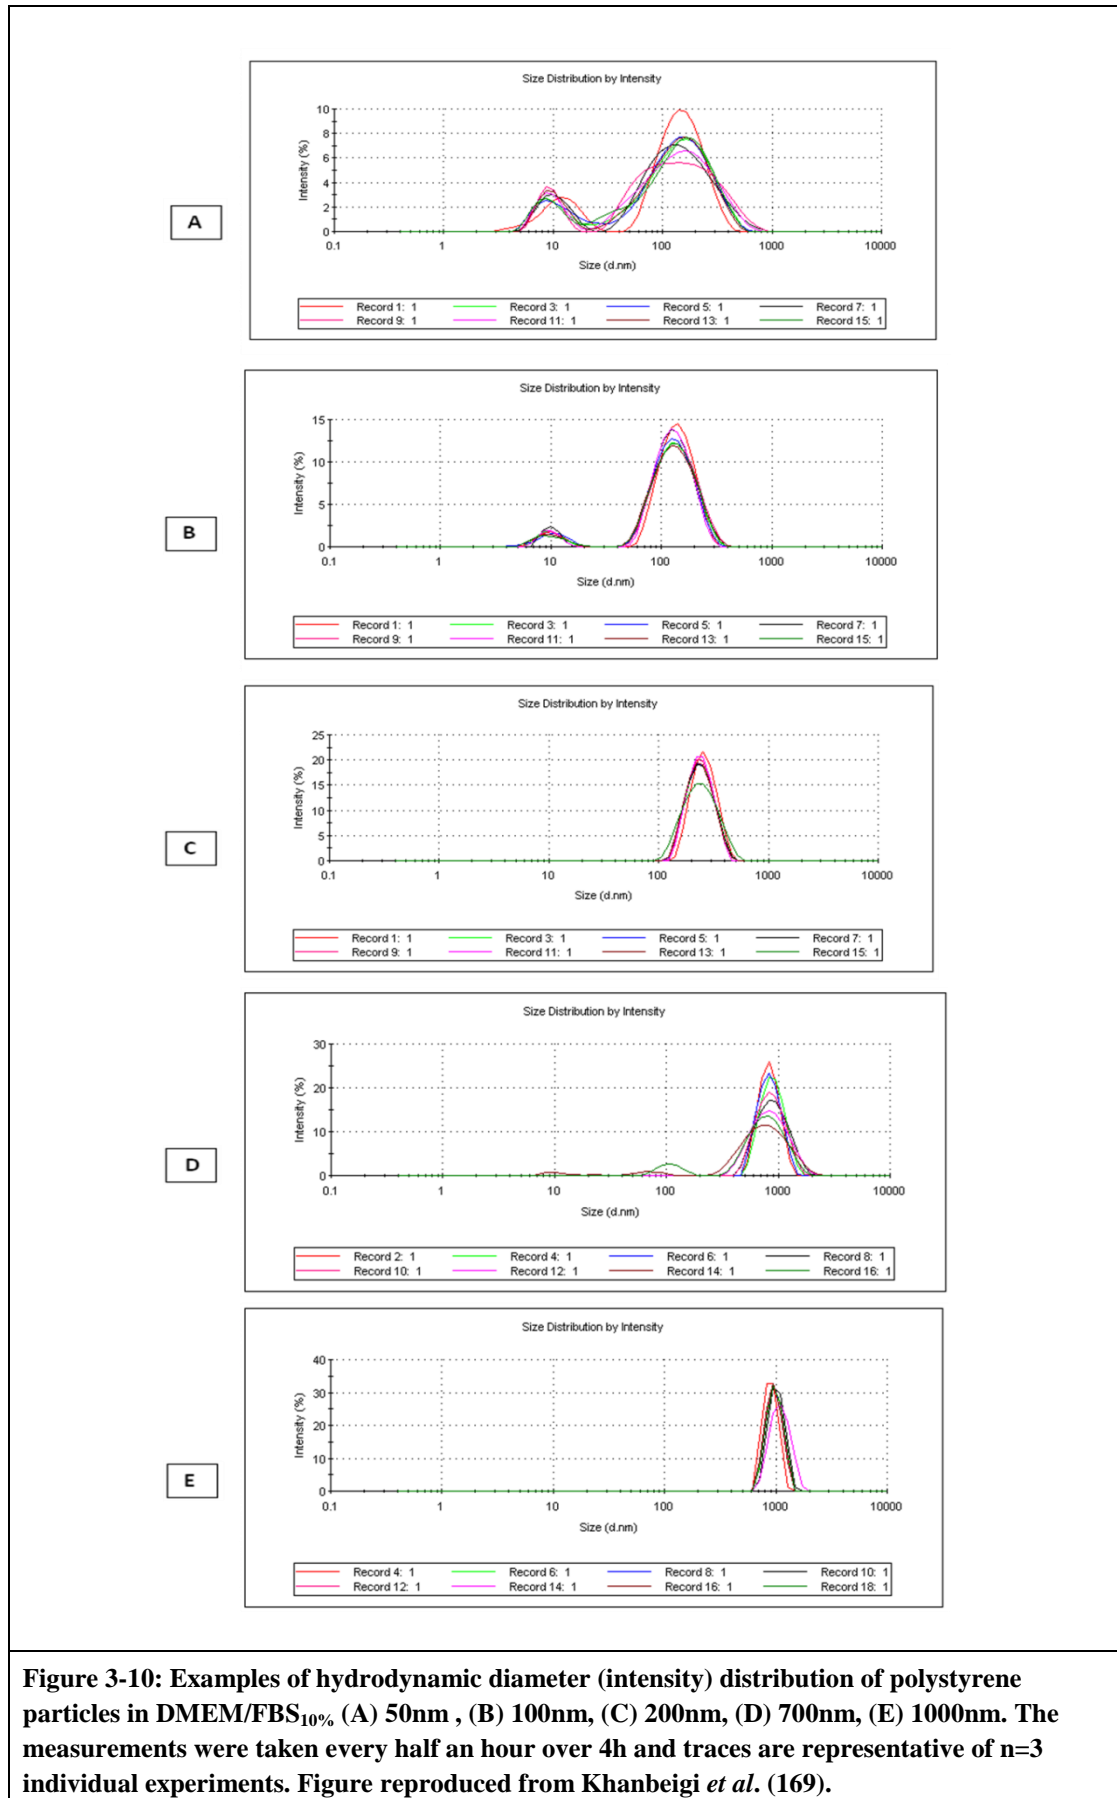 Size Distribution by Intensity
10
8
6
4
2
0
Intensity (%)
0.1 1 10 100 1000 10000
Size (d.nm)
A
Record 1: 1 Record 3: 1 Record 5: 1 Record 7: 1
Record 9: 1 Record 11: 1 Record 13: 1 Record 15: 1
Size Distribution by Intensity
15
10
5
0
Intensity (%)
0.1 1 10 100 1000 10000
Size (d.nm)
B
Record 1: 1 Record 3: 1 Record 5: 1 Record 7: 1
Record 9: 1 Record 11: 1 Record 13: 1 Record 15: 1
Size Distribution by Intensity
25
20
15
10
5
0
Intensity (%)
0.1 1 10 100 1000 10000
Size (d.nm)
C
Record 1: 1 Record 3: 1 Record 5: 1 Record 7: 1
Record 9: 1 Record 11: 1 Record 13: 1 Record 15: 1
Size Distribution by Intensity
30
20
10
0
Intensity (%)
0.1 1 10 100 1000 10000
Size (d.nm)
D
Record 2: 1 Record 4: 1 Record 6: 1 Record 8: 1
Record 10: 1 Record 12: 1 Record 14: 1 Record 16: 1
Size Distribution by Intensity
40
30
20
10
0
Intensity (%)
0.1 1 10 100 1000 10000
Size (d.nm)
E
Record 4: 1 Record 6: 1 Record 8: 1 Record 10: 1
Record 12: 1 Record 14: 1 Record 16: 1 Record 18: 1
Figure 3-10: Examples of hydrodynamic diameter (intensity) distribution of polystyrene
particles in DMEM/FBS10% (A) 50nm , (B) 100nm, (C) 200nm, (D) 700nm, (E) 1000nm. The
measurements were taken every half an hour over 4h and traces are representative of n=3
individual experiments. Figure reproduced from Khanbeigi et al. (169).